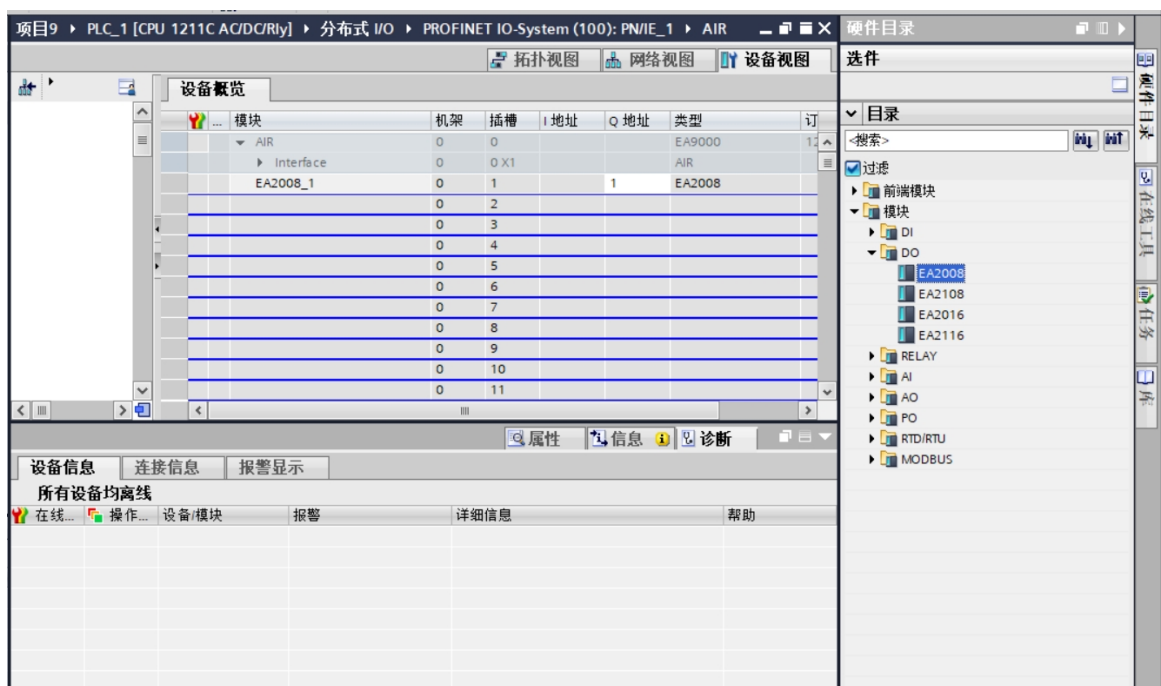 项目9 ▸ PLC_1 [CPU 1211C AC/DC/Rly] ▸ 分布式 I/O ▸ PROFINET IO-System (100): PN/IE_1 ▸ AIR
拓扑视图 网络视图 设备视图
设备概览
... 模块 机架 插槽 I 地址 Q 地址 类型 订
AIR 0 0 EA9000 12
Interface 0 0 X1 AIR
EA2008_1 0 1 1 EA2008
0 2
0 3
0 4
0 5
0 6
0 7
0 8
0 9
0 10
0 11
属性 信息 诊断
设备信息 连接信息 报警显示
所有设备均离线
在线... 操作... 设备/模块 报警 详细信息 帮助
硬件目录
选件
目录
<搜索>
过滤
前端模块
模块
DI
DO
EA2008
EA2108
EA2016
EA2116
RELAY
AI
AO
PO
RTD/RTU
MODBUS
硬件目录
在线工具
任务
库